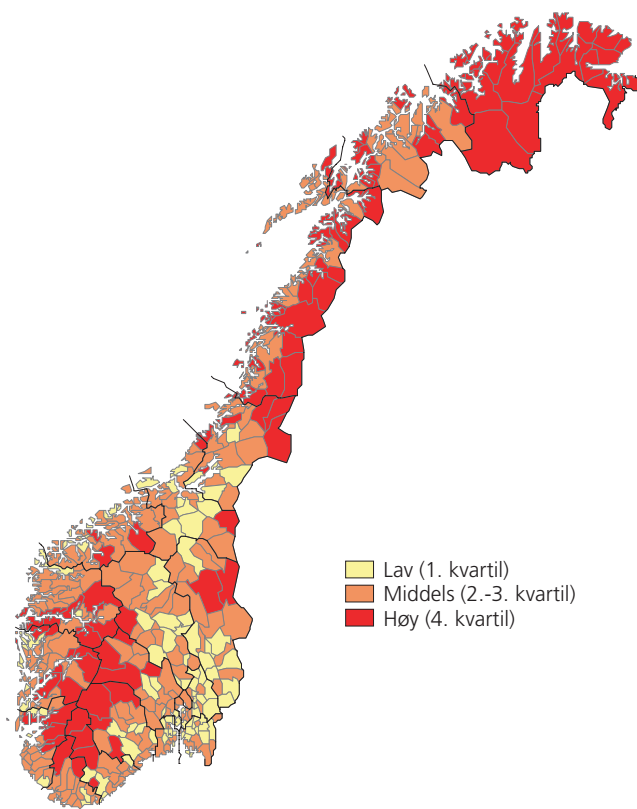 Lav (1. kvartil)
Middels (2.-3. kvartil)
Høy (4. kvartil)